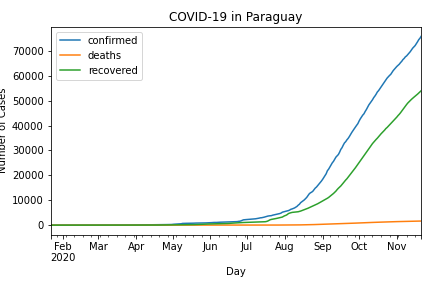 COVID-19 in Paraguay
confirmed
deaths
recovered
70000
60000
50000
40000
30000
20000
10000
0
Number of Cases
Feb
2020
Mar
Apr
May
Jun
Jul
Aug
Sep
Oct
Nov
Day